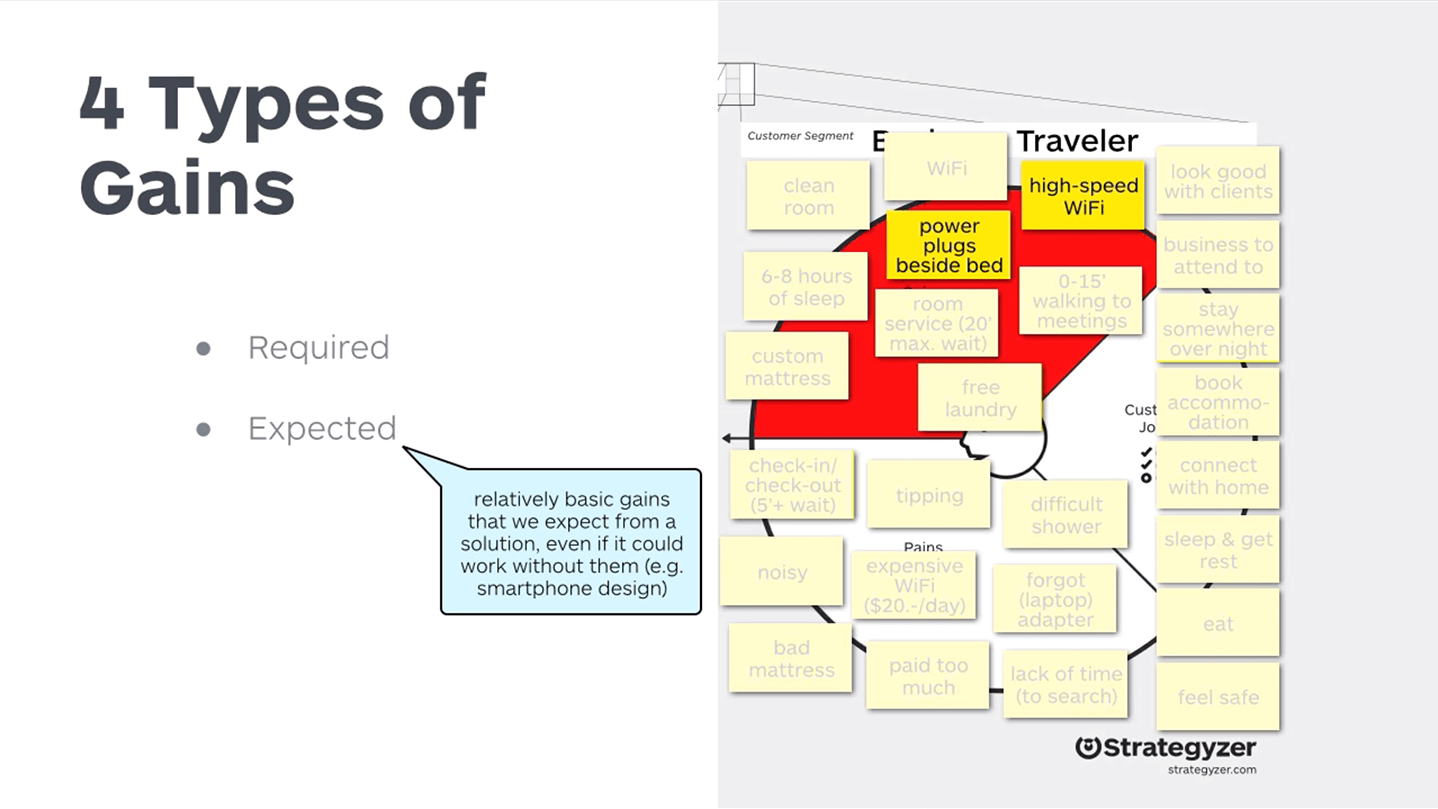 4 Types of
Gains
Required
Expected
relatively basic gains
that we expect from a
solution, even if it could
work without them (e.g.
smartphone design)
Customer Segment
Traveler
WiFi
clean
room
high-speed
WiFi
look good
with clients
power
plugs
beside bed
business to
attend to
6-8 hours
of sleep
0-15'
walking to
meetings
room
service (20'
max. wait)
stay
somewhere
over night
custom
mattress
free
laundry
book
accommo-
dation
check-in/
check-out
(5'+ wait)
tipping
difficult
shower
connect
with home
Pains
noisy
expensive
WiFi
($20.-/day)
forgot
(laptop)
adapter
sleep & get
rest
eat
bad
mattress
paid too
much
lack of time
(to search)
feel safe
Strategyzer
strategyzer.com